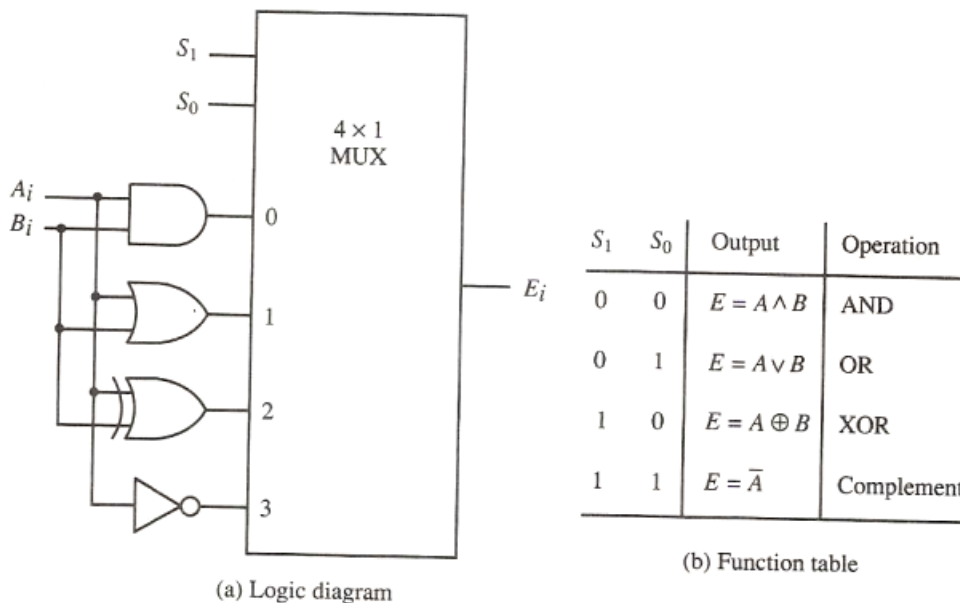 S₁
S₀
4 × 1
MUX
Aᵢ
Bᵢ
0
1
2
3
Eᵢ
(a) Logic diagram
S₁ S₀ Output Operation
0 0 E = A ∧ B AND
0 1 E = A ∨ B OR
1 0 E = A ⊕ B XOR
1 1 E = A̅ Complement
(b) Function table